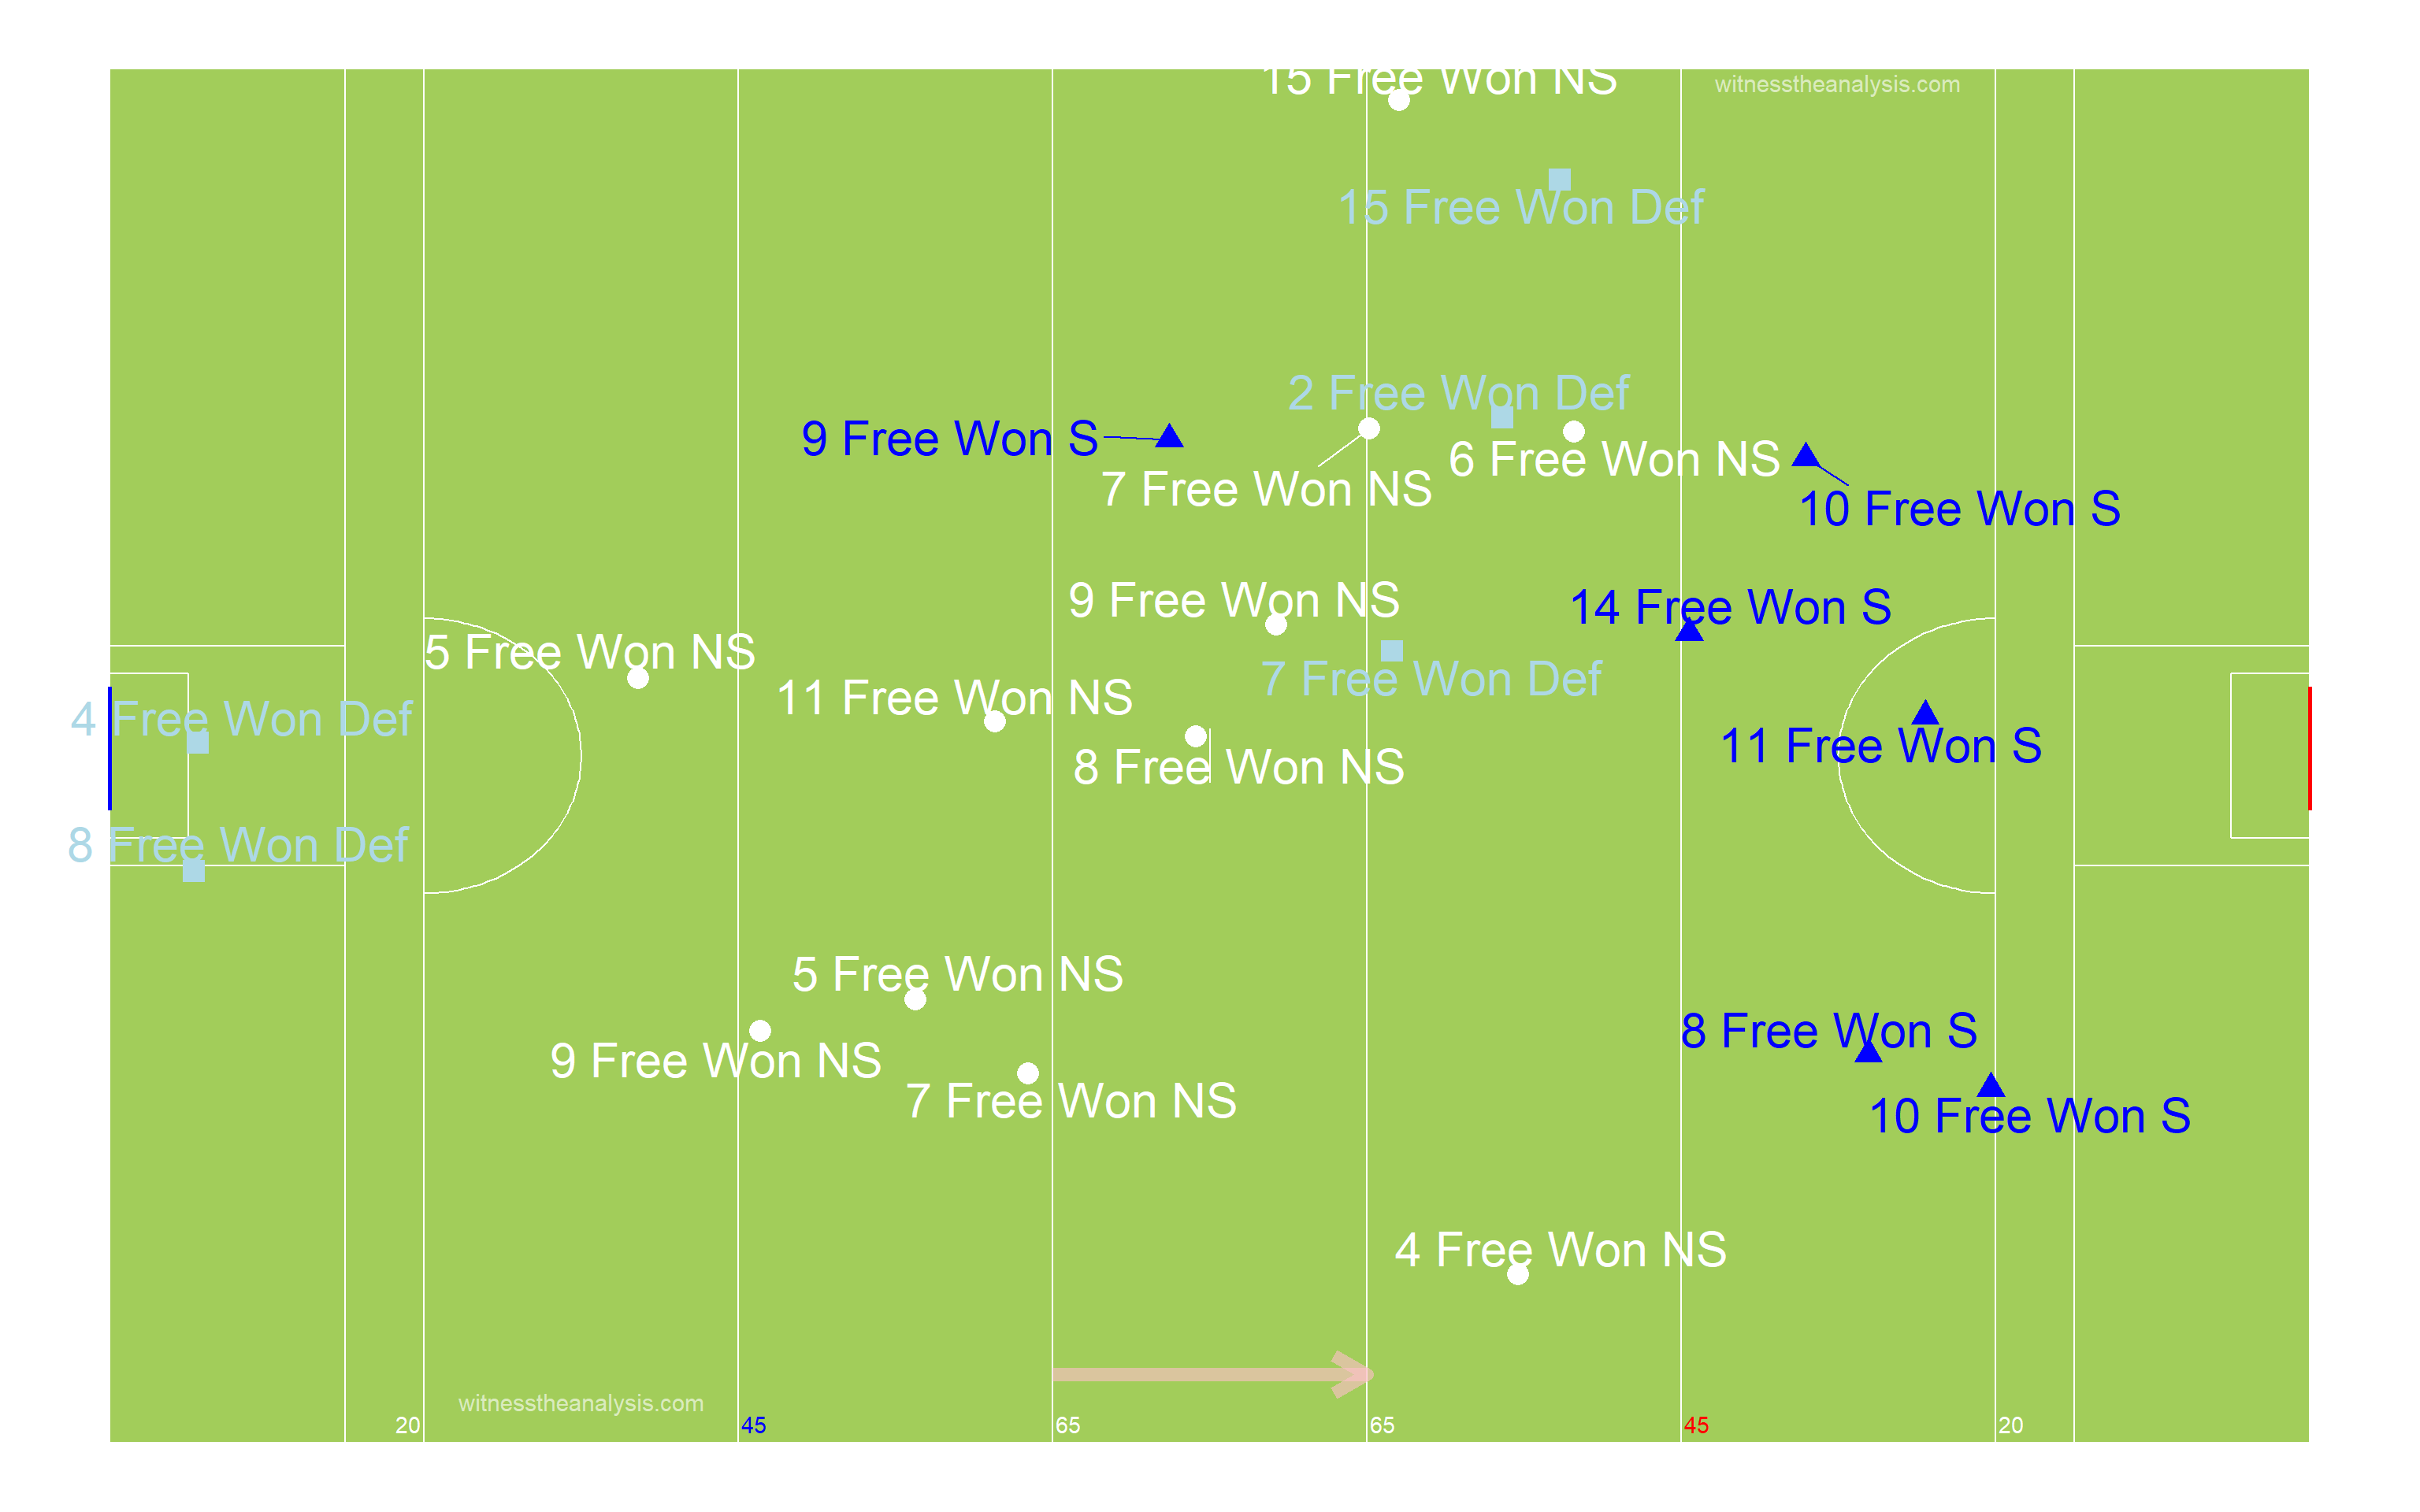 15 Free Won NS
witnesstheanalysis.com
15 Free Won Def
2 Free Won Def
9 Free Won S
6 Free Won NS
7 Free Won NS
10 Free Won S
9 Free Won NS
14 Free Won S
5 Free Won NS
7 Free Won Def
11 Free Won NS
4 Free Won Def
11 Free Won S
8 Free Won NS
8 Free Won Def
5 Free Won NS
8 Free Won S
9 Free Won NS
7 Free Won NS
10 Free Won S
4 Free Won NS
witnesstheanalysis.com
20
45
65
65
45
20